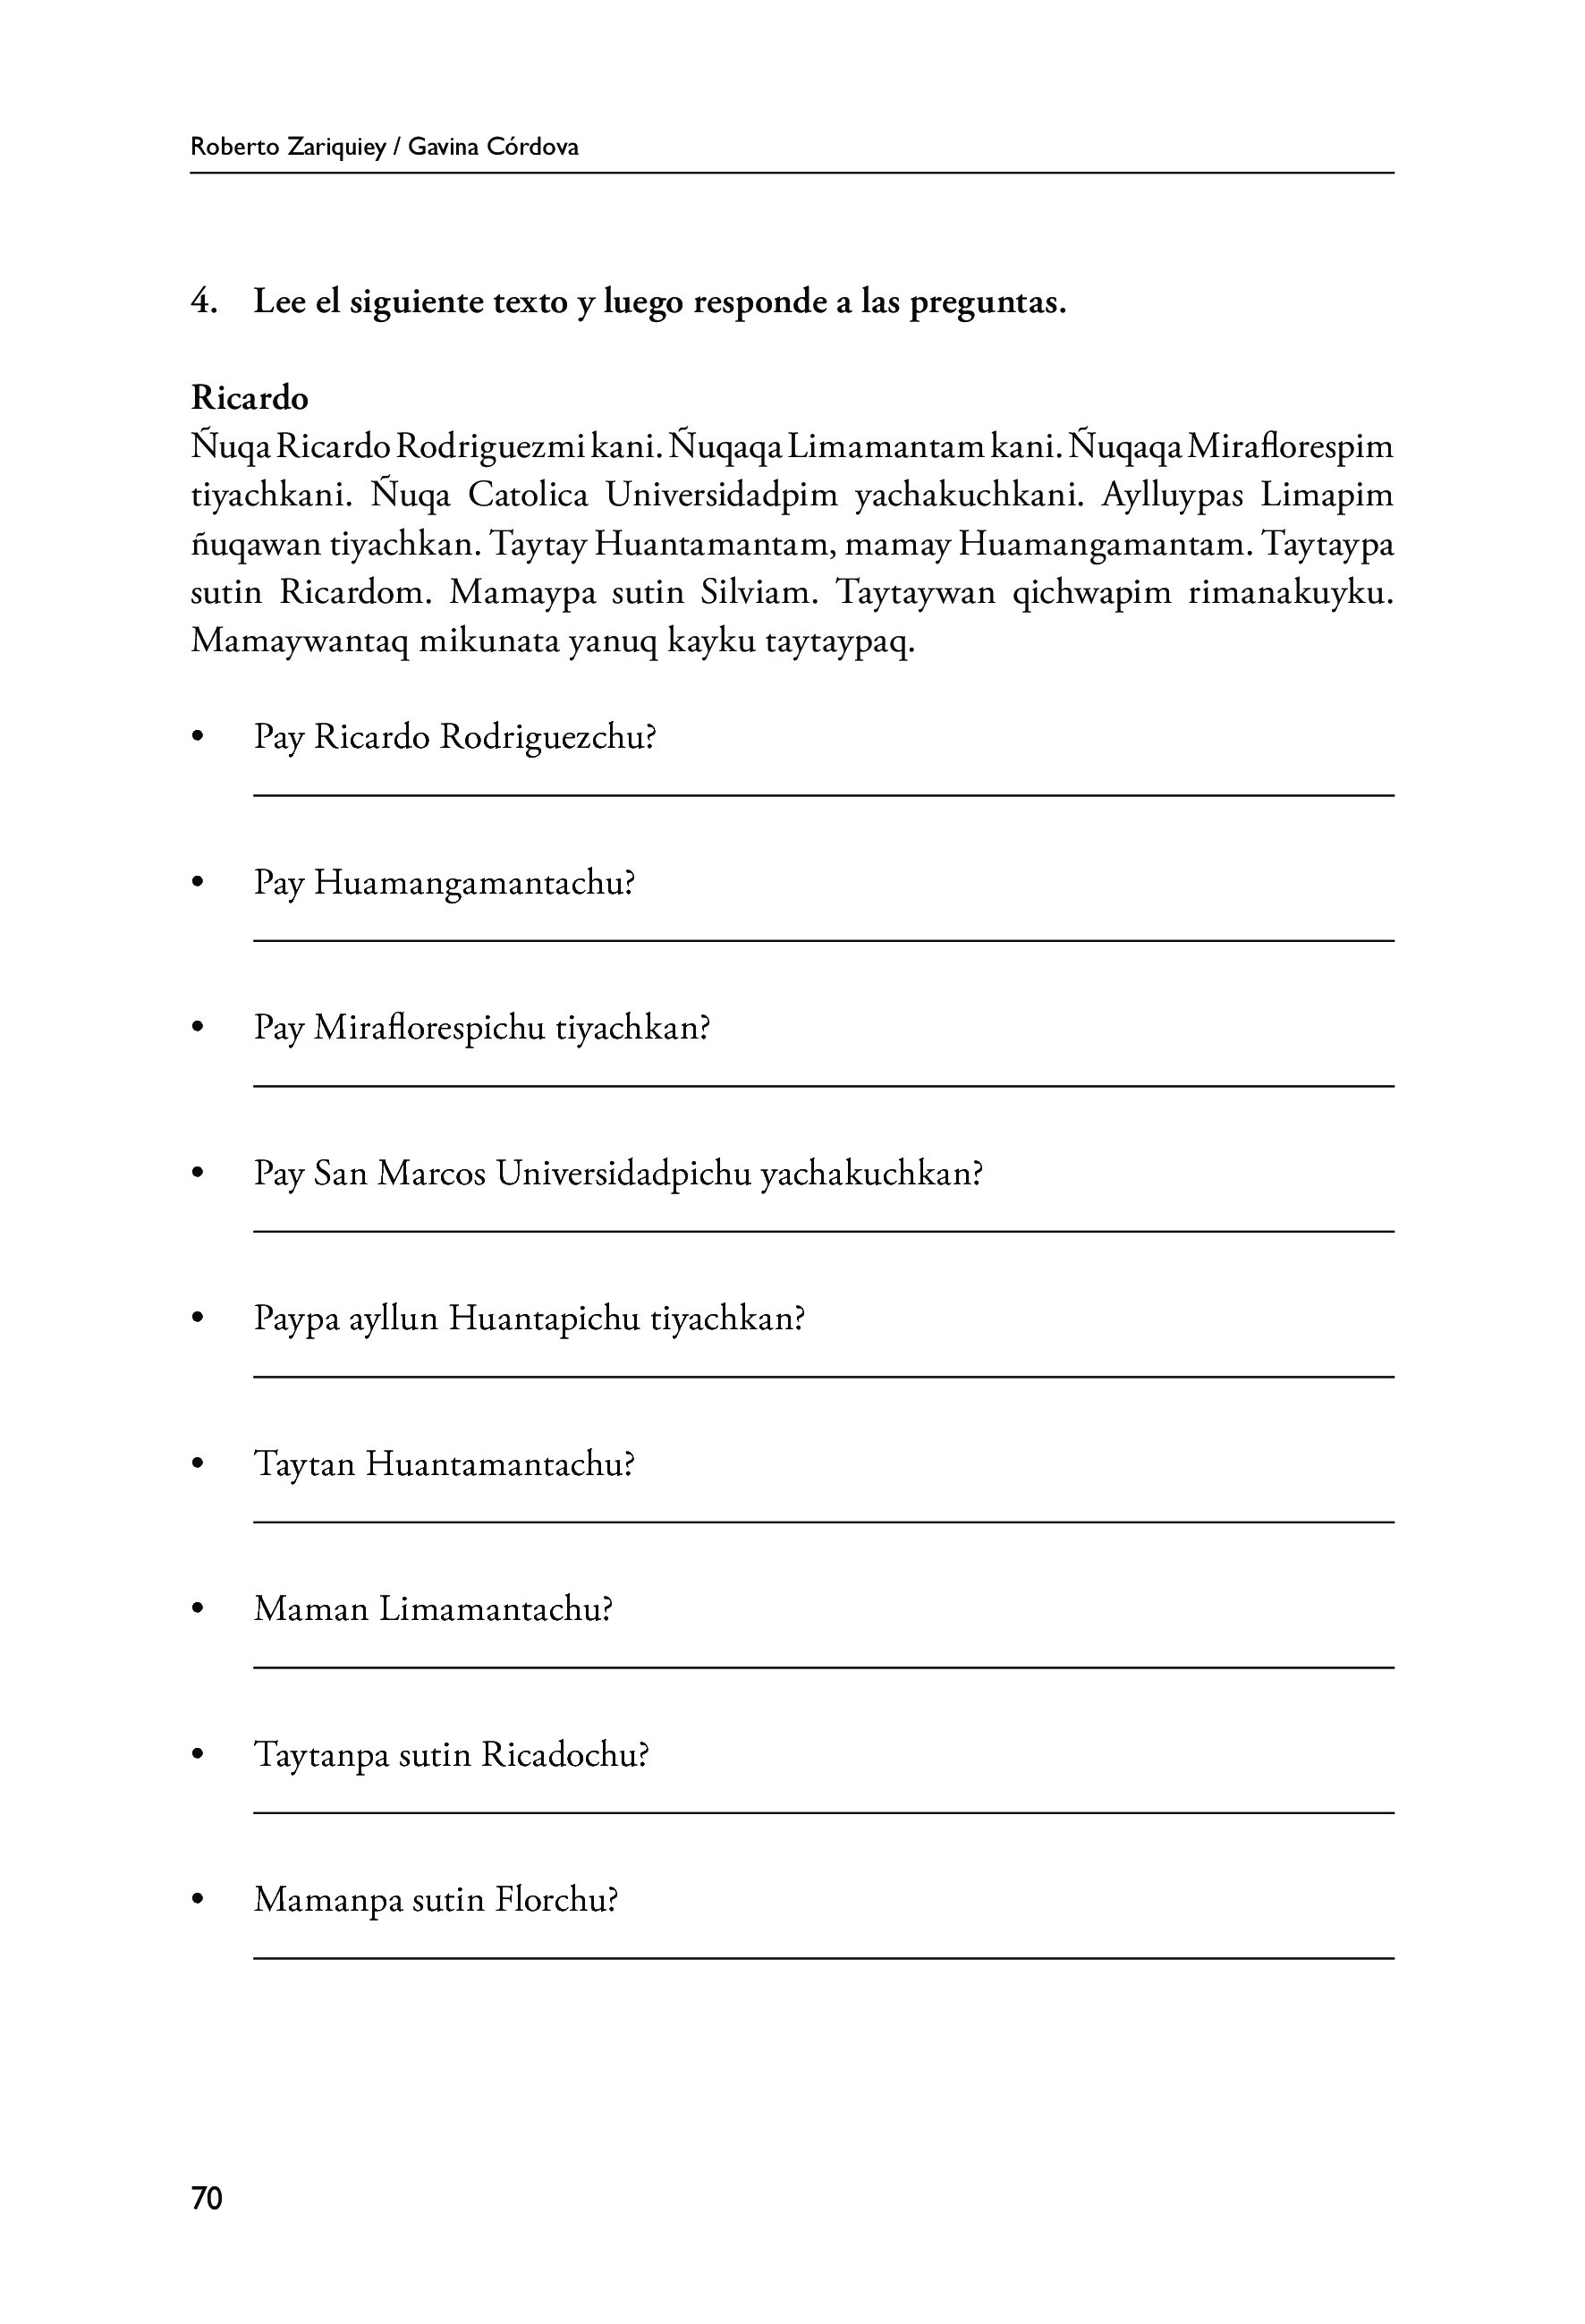 Roberto Zariquiey / Gavina Córdova
4. Lee el siguiente texto y luego responde a las preguntas.
Ricardo
Ñuqa Ricardo Rodriguezmi kani. Ñuqaqa Limamantam kani. Ñuqaqa Miraflorespim
tiyachkani. Ñuqa Catolica Universidadpim yachakuchkani. Aylluypas Limapim
ñuqawan tiyachkan. Taytay Huantamantam, mamay Huamangamantam. Taytaypa
sutin Ricardom. Mamaypa sutin Silviam. Taytaywan qichwapim rimanakuyku.
Mamaywantaq mikunata yanuq kayku taytaypaq.
• Pay Ricardo Rodriguezchu?
• Pay Huamangamantachu?
• Pay Miraflorespichu tiyachkan?
• Pay San Marcos Universidadpichu yachakuchkan?
• Paypa ayllun Huantapichu tiyachkan?
• Taytan Huantamantachu?
• Maman Limamantachu?
• Taytanpa sutin Ricadochu?
• Mamanpa sutin Florchu?
70